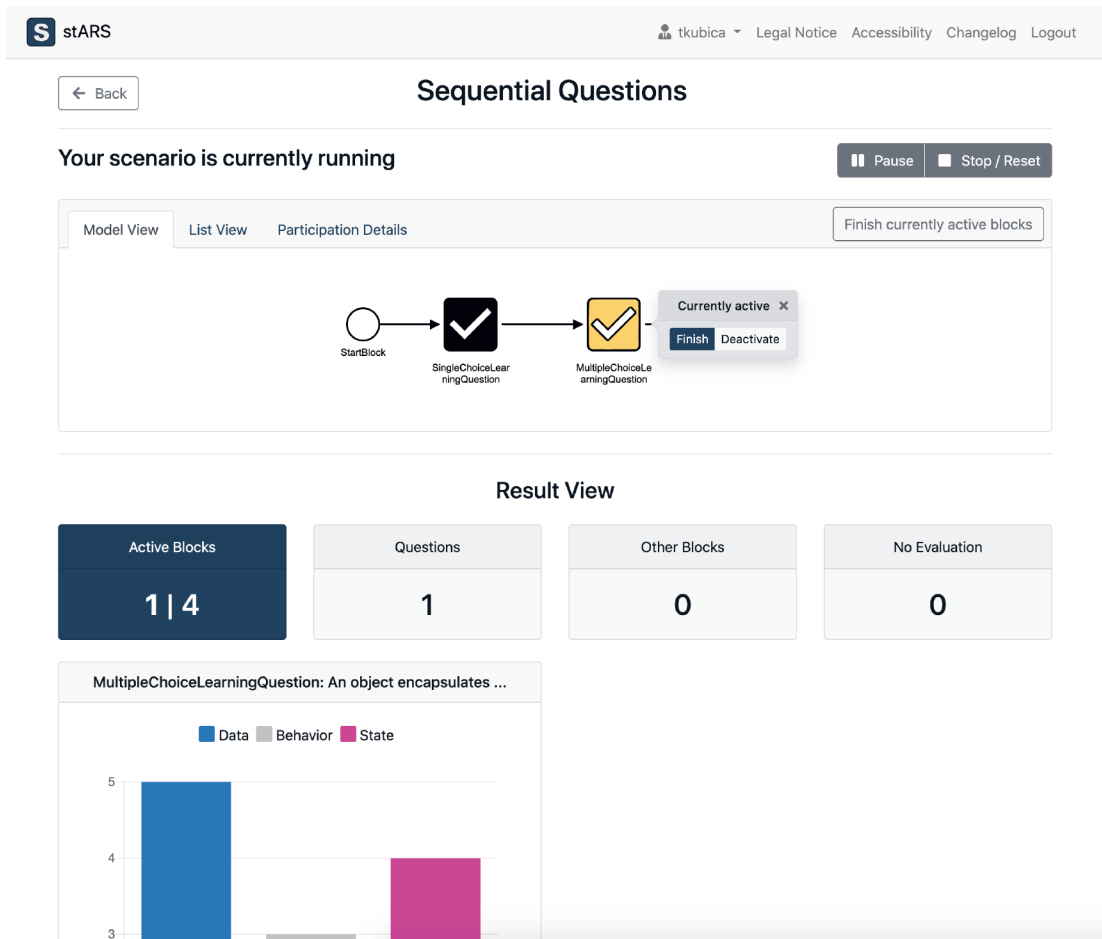 S stARS
tkubica Legal Notice Accessibility Changelog Logout
Back
Sequential Questions
Your scenario is currently running
Pause Stop / Reset
Model View List View Participation Details Finish currently active blocks
Currently active ×
Finish Deactivate
StartBlock
SingleChoiceLear
ningQuestion
MultipleChoiceLe
arningQuestion
Result View
Active Blocks Questions Other Blocks No Evaluation
1 | 4 1 0 0
MultipleChoiceLearningQuestion: An object encapsulates ...
Data Behavior State
5
4
3